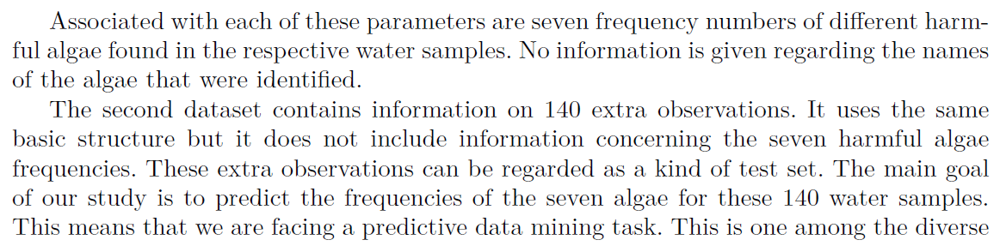 Associated with each of these parameters are seven frequency numbers of different harm-
ful algae found in the respective water samples. No information is given regarding the names
of the algae that were identified.
The second dataset contains information on 140 extra observations. It uses the same
basic structure but it does not include information concerning the seven harmful algae
frequencies. These extra observations can be regarded as a kind of test set. The main goal
of our study is to predict the frequencies of the seven algae for these 140 water samples.
This means that we are facing a predictive data mining task. This is one among the diverse